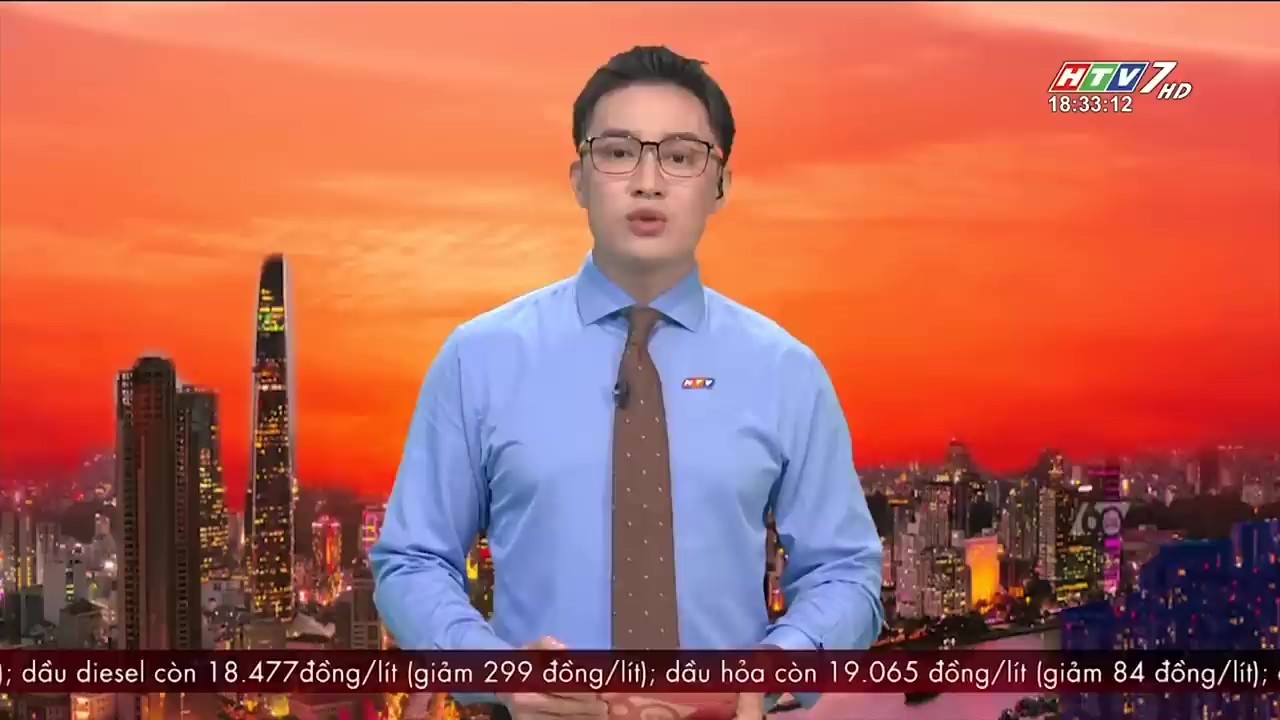 HTV7 HD
18:33:12
HTV
60
); dầu diesel còn 18.477đồng/lít (giảm 299 đồng/lít); dầu hỏa còn 19.065 đồng/lít (giảm 84 đồng/lít);